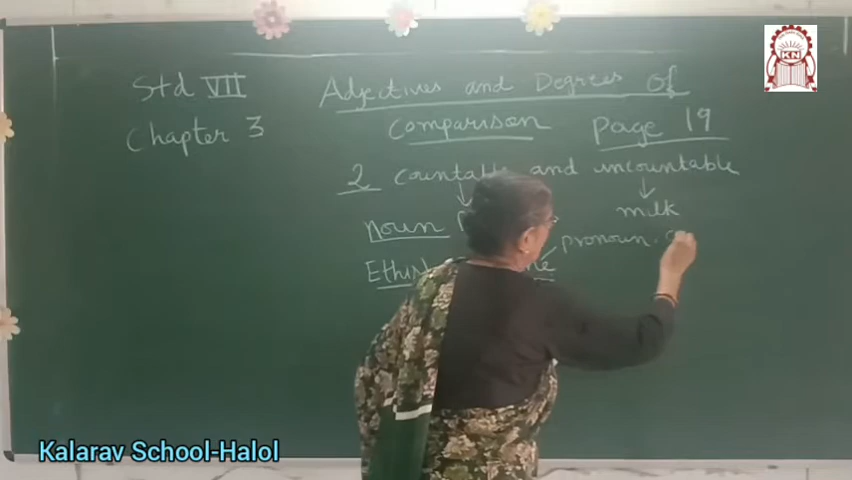 Std VII Adjectives and Degrees of
Chapter 3 Comparison Page 19
2 countable and uncountable
noun milk
pronoun.
KN
Kalarav School-Halol